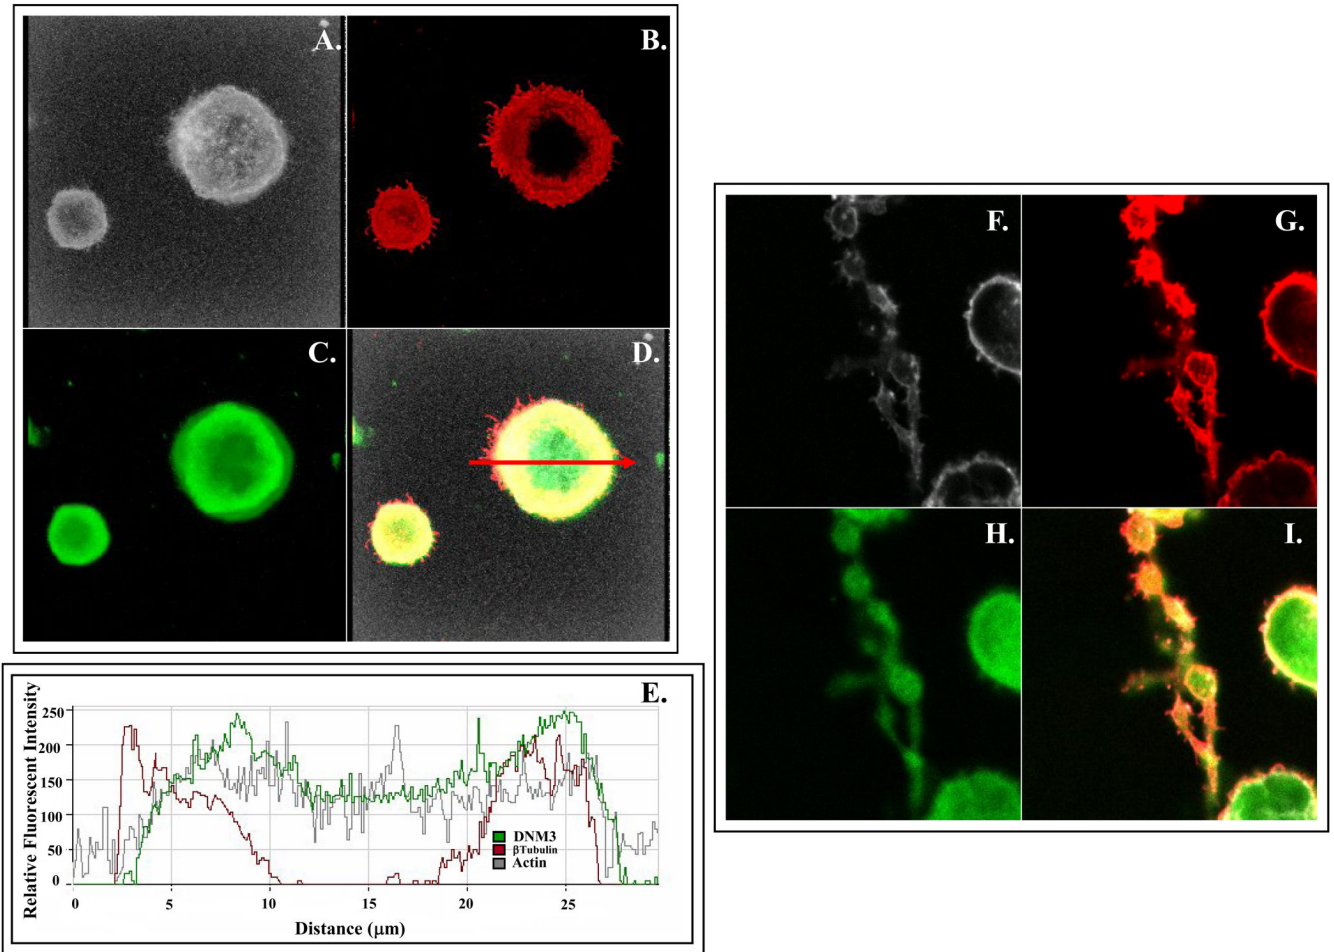 A.
B.
C.
D.
E.
Relative Fluorescent Intensity
250
200
150
100
50
0
DNM3
βTubulin
Actin
0
5
10
15
20
25
Distance (μm)
F.
G.
H.
I.